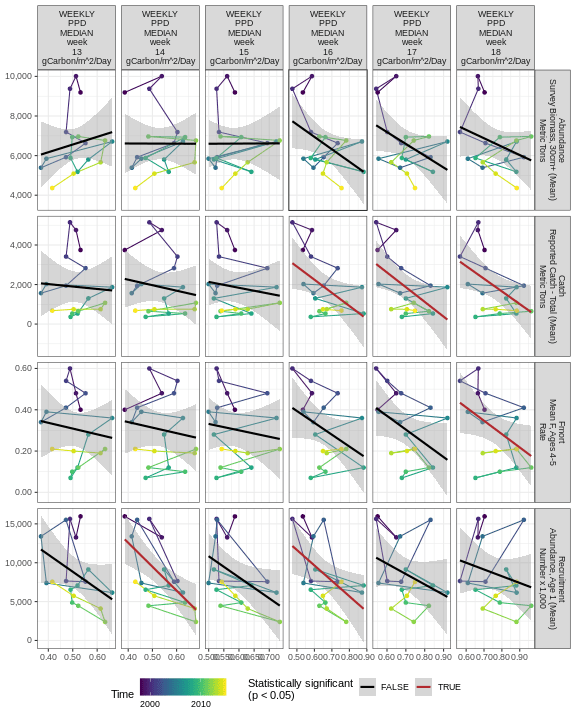 WEEKLY
PPD
MEDIAN
week
13
gCarbon/m^2/Day
WEEKLY
PPD
MEDIAN
week
14
gCarbon/m^2/Day
WEEKLY
PPD
MEDIAN
week
15
gCarbon/m^2/Day
WEEKLY
PPD
MEDIAN
week
16
gCarbon/m^2/Day
WEEKLY
PPD
MEDIAN
week
17
gCarbon/m^2/Day
WEEKLY
PPD
MEDIAN
week
18
gCarbon/m^2/Day
10,000
8,000
6,000
4,000
Abundance
Survey Biomass, 30cm+ (Mean)
Metric Tons
4,000
2,000
0
Catch
Reported Catch - Total (Mean)
Metric Tons
0.60
0.40
0.20
0.00
Fmort
Mean F, Ages 4-5
Rate
15,000
10,000
5,000
0
Recruitment
Abundance, Age 1 (Mean)
Number x 1,000
0.40 0.50 0.60
0.40 0.50 0.60
0.500.550.600.650.700
0.50 0.60 0.70 0.80 0.90
0.60 0.70 0.80 0.90
0.60 0.70 0.80 0.90
Time
2000 2010
Statistically significant
(p < 0.05)
FALSE
TRUE